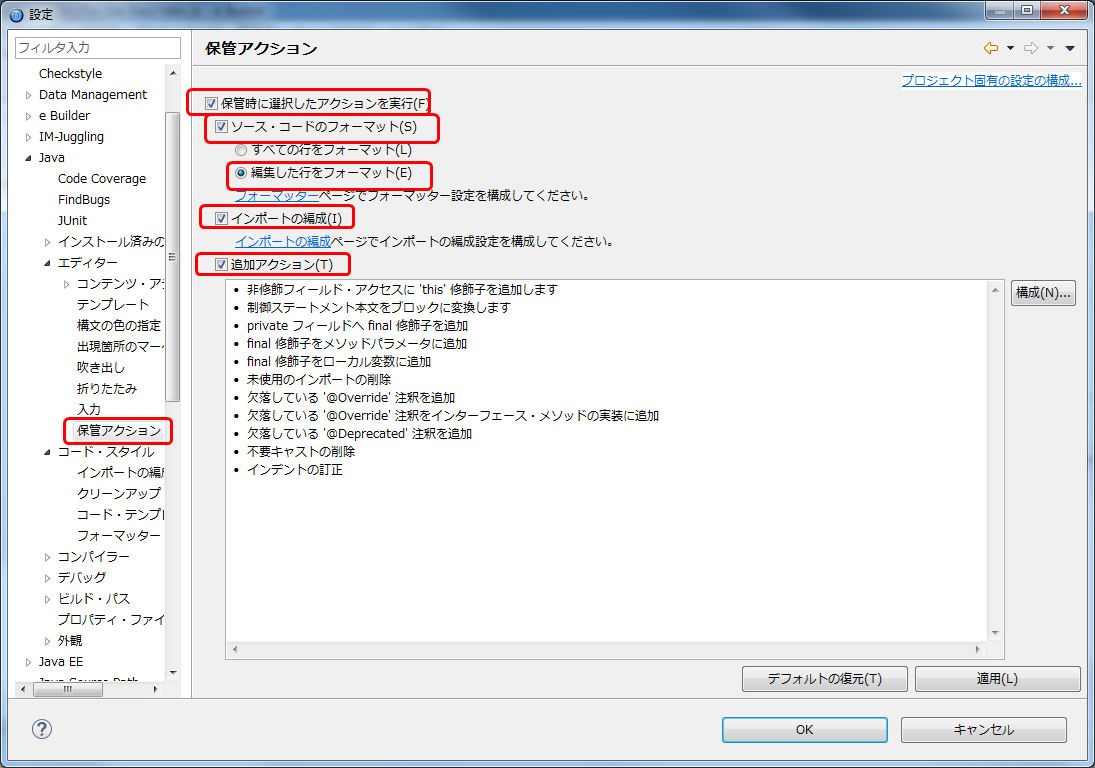 設定
フィルタ入力
Checkstyle
Data Management
e Builder
IM-Juggling
Java
Code Coverage
FindBugs
JUnit
インストール済みの
エディター
コンテンツ・ア
テンプレート
構文の色の指定
出現箇所のマー
吹き出し
折りたたみ
入力
保管アクション
コード・スタイル
インポートの編成
クリーンアップ
コード・テンプレ
フォーマッター
コンパイラー
デバッグ
ビルド・パス
プロパティ・ファイ
外観
Java EE
Java Source Path
保管アクション
プロジェクト固有の設定の構成...
保管時に選択したアクションを実行(F)
ソース・コードのフォーマット(S)
すべての行をフォーマット(L)
編集した行をフォーマット(E)
フォーマッターページでフォーマッター設定を構成してください。
インポートの編成(I)
インポートの編成ページでインポートの編成設定を構成してください。
追加アクション(T)
• 非修飾フィールド・アクセスに 'this' 修飾子を追加します
• 制御ステートメント本文をブロックに変換します
• private フィールドへ final 修飾子を追加
• final 修飾子をメソッドパラメータに追加
• final 修飾子をローカル変数に追加
• 未使用のインポートの削除
• 欠落している '@Override' 注釈を追加
• 欠落している '@Override' 注釈をインターフェース・メソッドの実装に追加
• 欠落している '@Deprecated' 注釈を追加
• 不要キャストの削除
• インデントの訂正
構成(N)...
デフォルトの復元(T)
適用(L)
?
OK
キャンセル